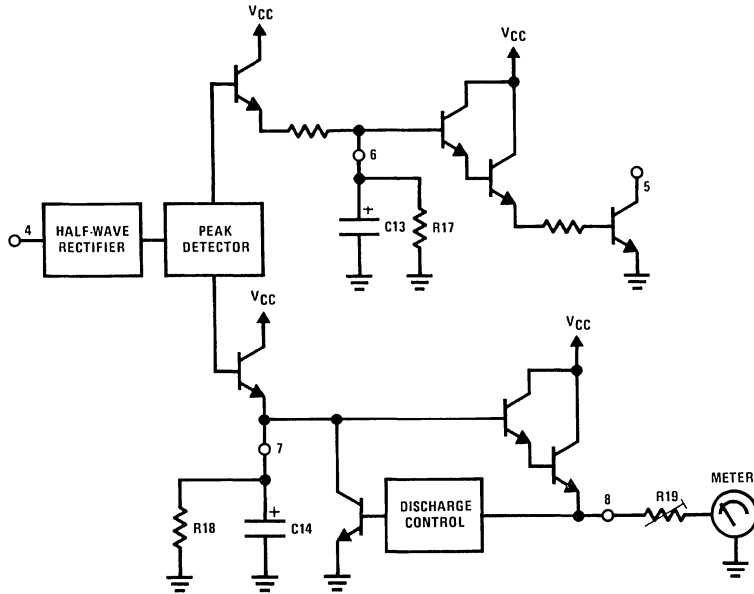 VCC
VCC
6
5
4
HALF-WAVE
RECTIFIER
PEAK
DETECTOR
+
C13
R17
VCC
VCC
7
METER
DISCHARGE
CONTROL
8
R19
R18
+
C14